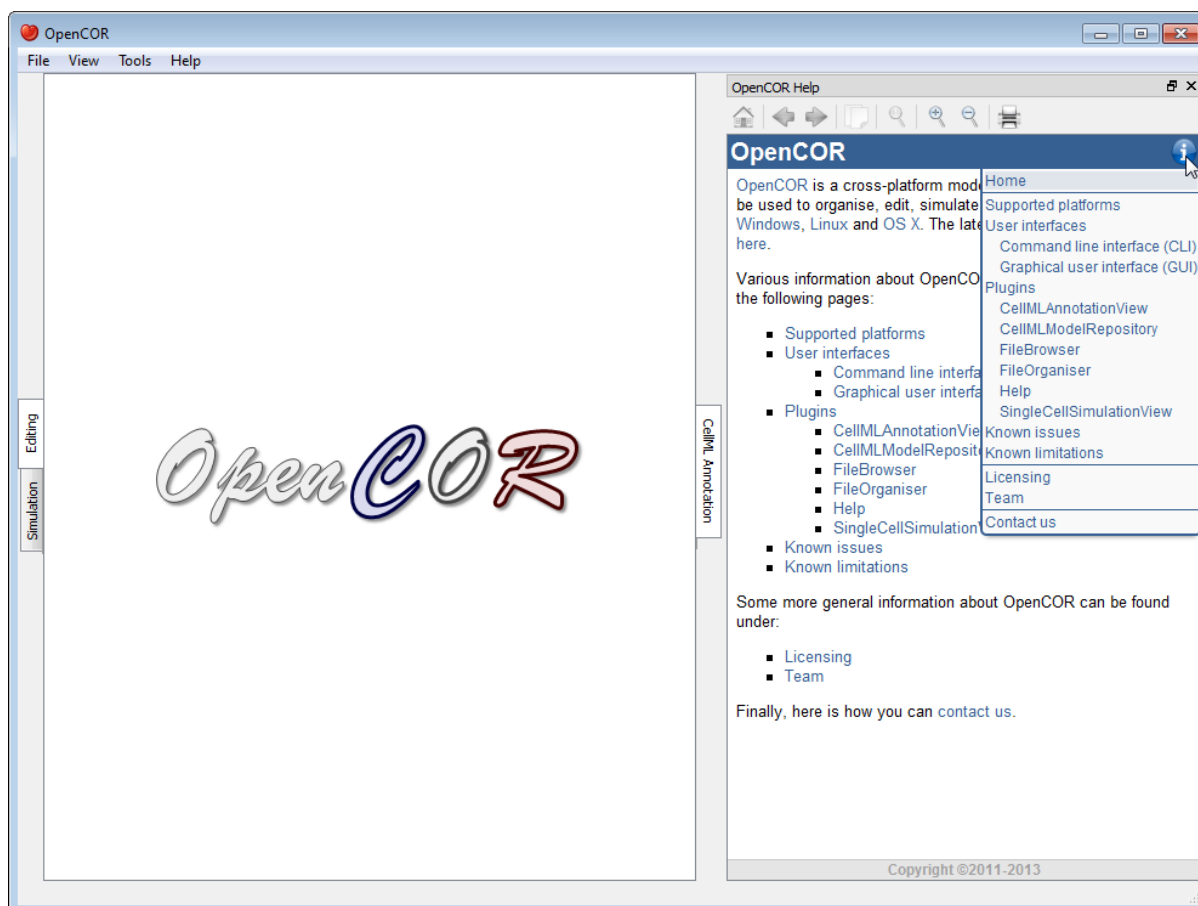 OpenCOR
File View Tools Help
Editing
Simulation
OpenCOR
CellML Annotation
OpenCOR Help
OpenCOR
OpenCOR is a cross-platform mode
be used to organise, edit, simulate
Windows, Linux and OS X. The late
here.
Various information about OpenCO
the following pages:
Supported platforms
User interfaces
Command line interfa
Graphical user interfa
Plugins
CellMLAnnotationVie
CellMLModelReposit
FileBrowser
FileOrganiser
Help
SingleCellSimulation
Known issues
Known limitations
Some more general information about OpenCOR can be found
under:
Licensing
Team
Finally, here is how you can contact us.
Home
Supported platforms
User interfaces
Command line interface (CLI)
Graphical user interface (GUI)
Plugins
CellMLAnnotationView
CellMLModelRepository
FileBrowser
FileOrganiser
Help
SingleCellSimulationView
Known issues
Known limitations
Licensing
Team
Contact us
Copyright ©2011-2013